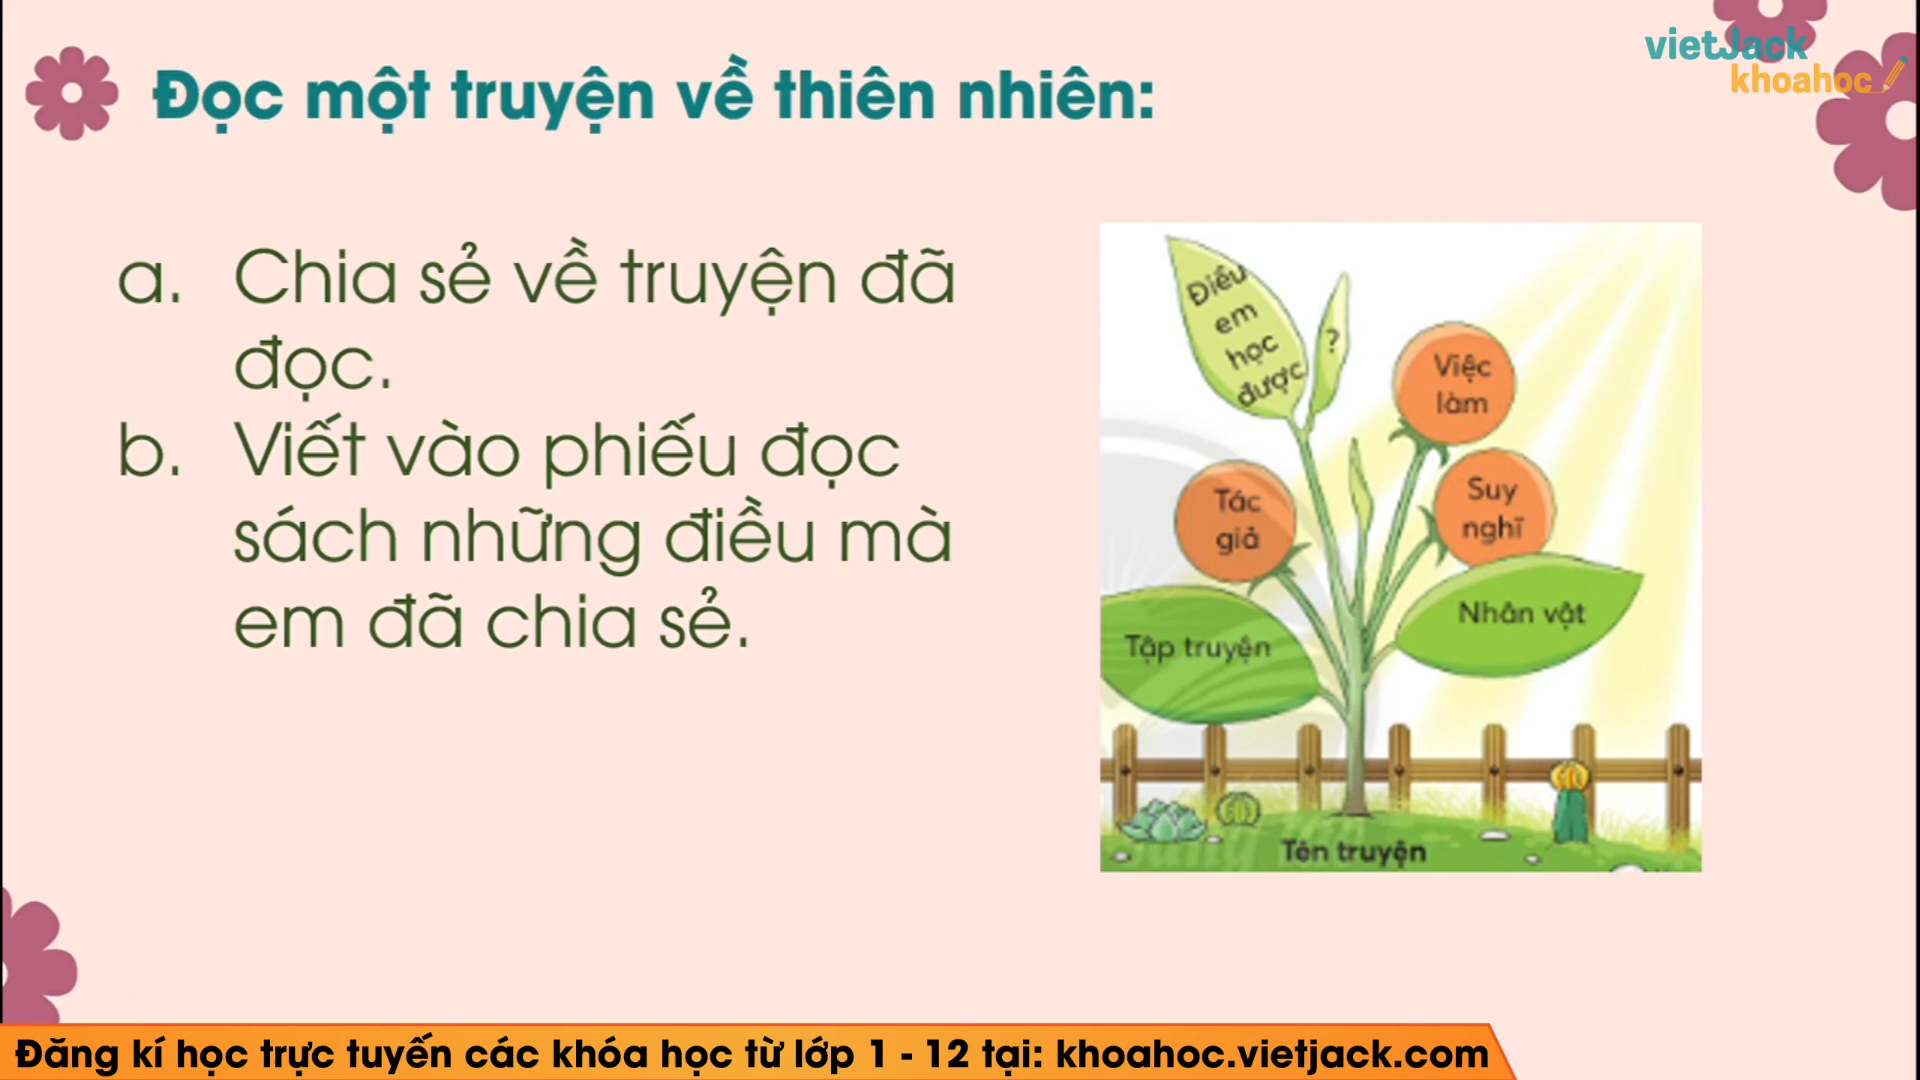 vietJack
khoahoc
Đọc một truyện về thiên nhiên:
a. Chia sẻ về truyện đã
đọc.
b. Viết vào phiếu đọc
sách những điều mà
em đã chia sẻ.
Điều
em
học
được
?
Việc
làm
Tác
giả
Suy
nghĩ
Nhân vật
Tập truyện
Tên truyện
Đăng kí học trực tuyến các khóa học từ lớp 1 - 12 tại: khoahoc.vietjack.com